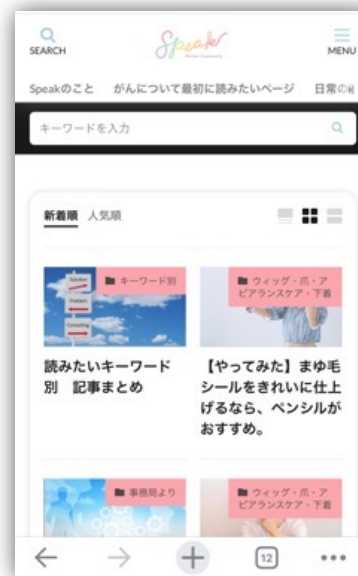 SEARCH
Speak
MENU
Speakのこと がんについて最初に読みたいページ 日常の
キーワードを入力
新着順 人気順
キーワード別
Solution
Problem
Consulting
読みたいキーワード
別 記事まとめ
ウィッグ・爪・ア
ピアランスケア・下着
【やってみた】まゆ毛
シールをきれいに仕上
げるなら、ペンシルが
おすすめ。
事務局より
ウィッグ・爪・ア
ピアランスケア・下着
12